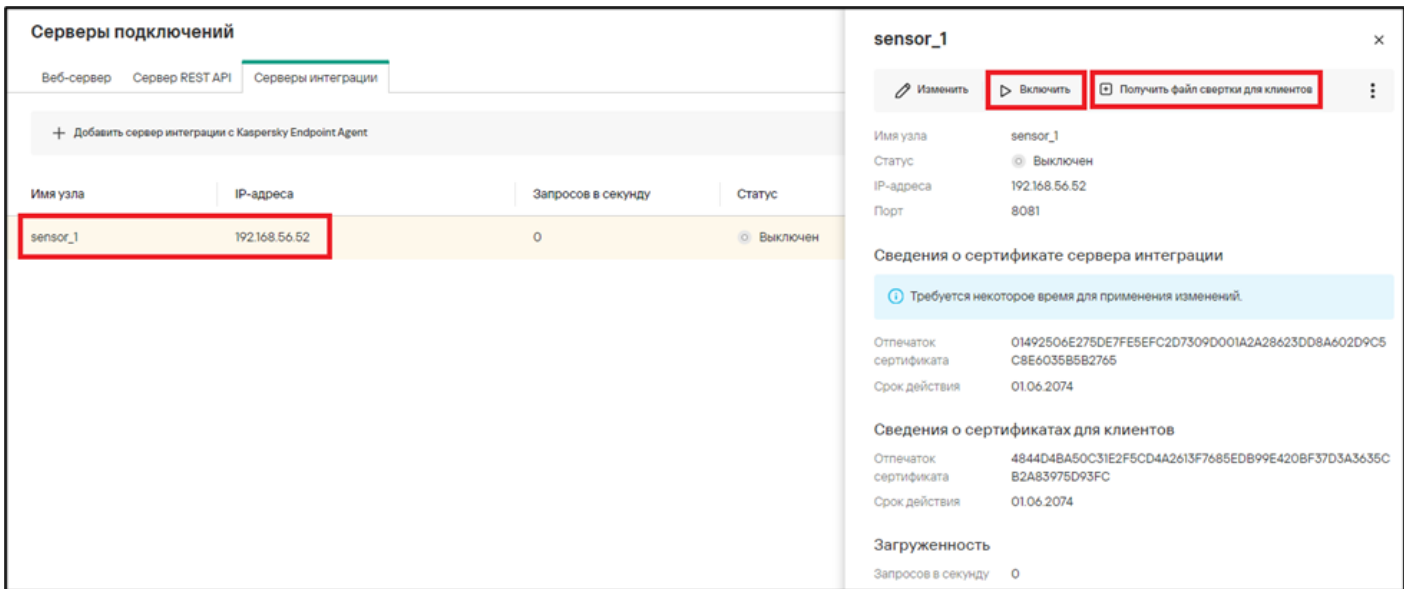 Серверы подключений
Веб-сервер Сервер REST API Серверы интеграции
+ Добавить сервер интеграции с Kaspersky Endpoint Agent
Имя узла IP-адреса Запросов в секунду Статус
sensor_1 192.168.56.52 0 Выключен
sensor_1
Изменить Включить Получить файл свертки для клиентов
Имя узла sensor_1
Статус Выключен
IP-адреса 192.168.56.52
Порт 8081
Сведения о сертификате сервера интеграции
Требуется некоторое время для применения изменений.
Отпечаток 01492506E275DE7FE5EFC2D7309D001A2A28623DD8A602D9C5
сертификата C8E6035B5B2765
Срок действия 01.06.2074
Сведения о сертификатах для клиентов
Отпечаток 4844D4BA50C31E2F5CD4A2613F7685EDB99E420BF37D3A3635C
сертификата B2A83975D93FC
Срок действия 01.06.2074
Загруженность
Запросов в секунду 0